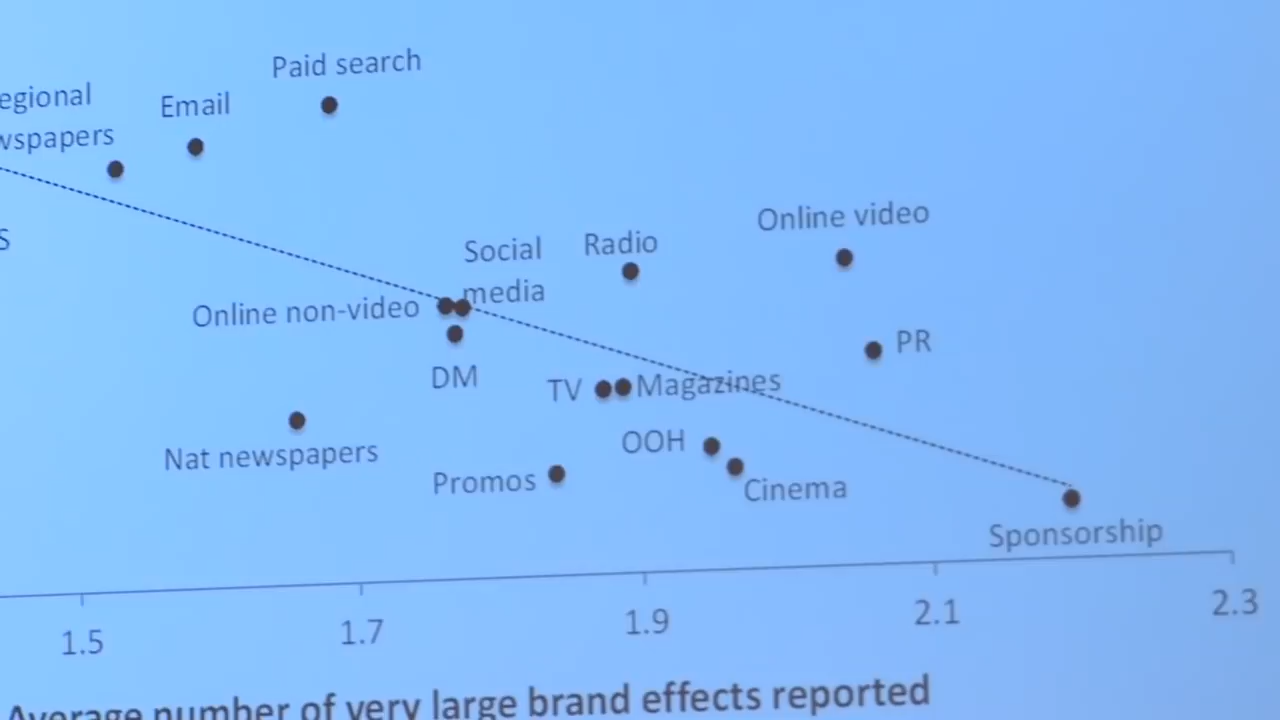 Paid search
Email
egional
wspapers
S
Online video
Social
media
Radio
Online non-video
PR
DM
TV
Magazines
OOH
Nat newspapers
Promos
Cinema
Sponsorship
1.5
1.7
1.9
2.1
2.3
Average number of very large brand effects reported